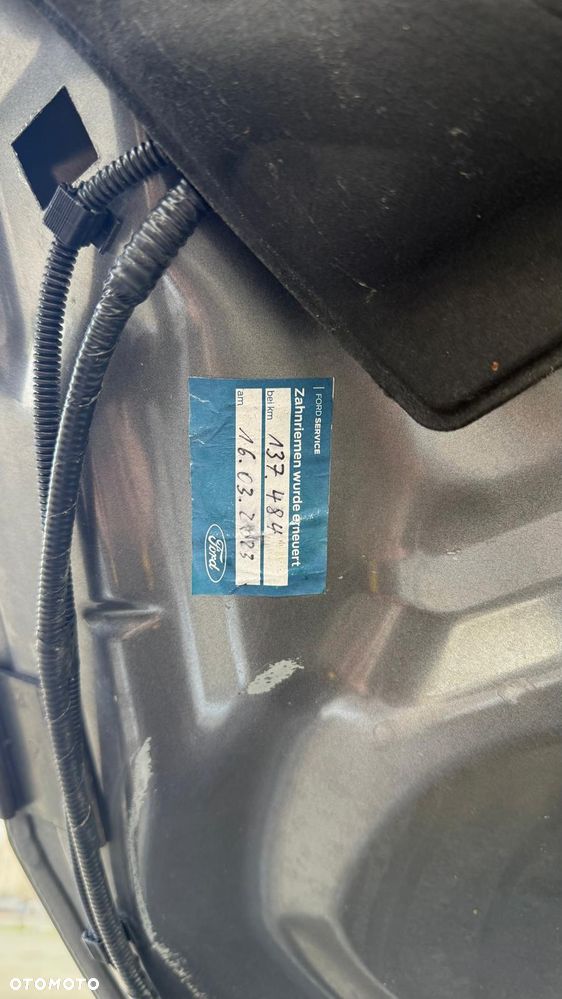 FORD SERVICE
Zahnriemen wurde erneuert
bei km 137.484
am 16.03.2023
Ford
OTOMOTO